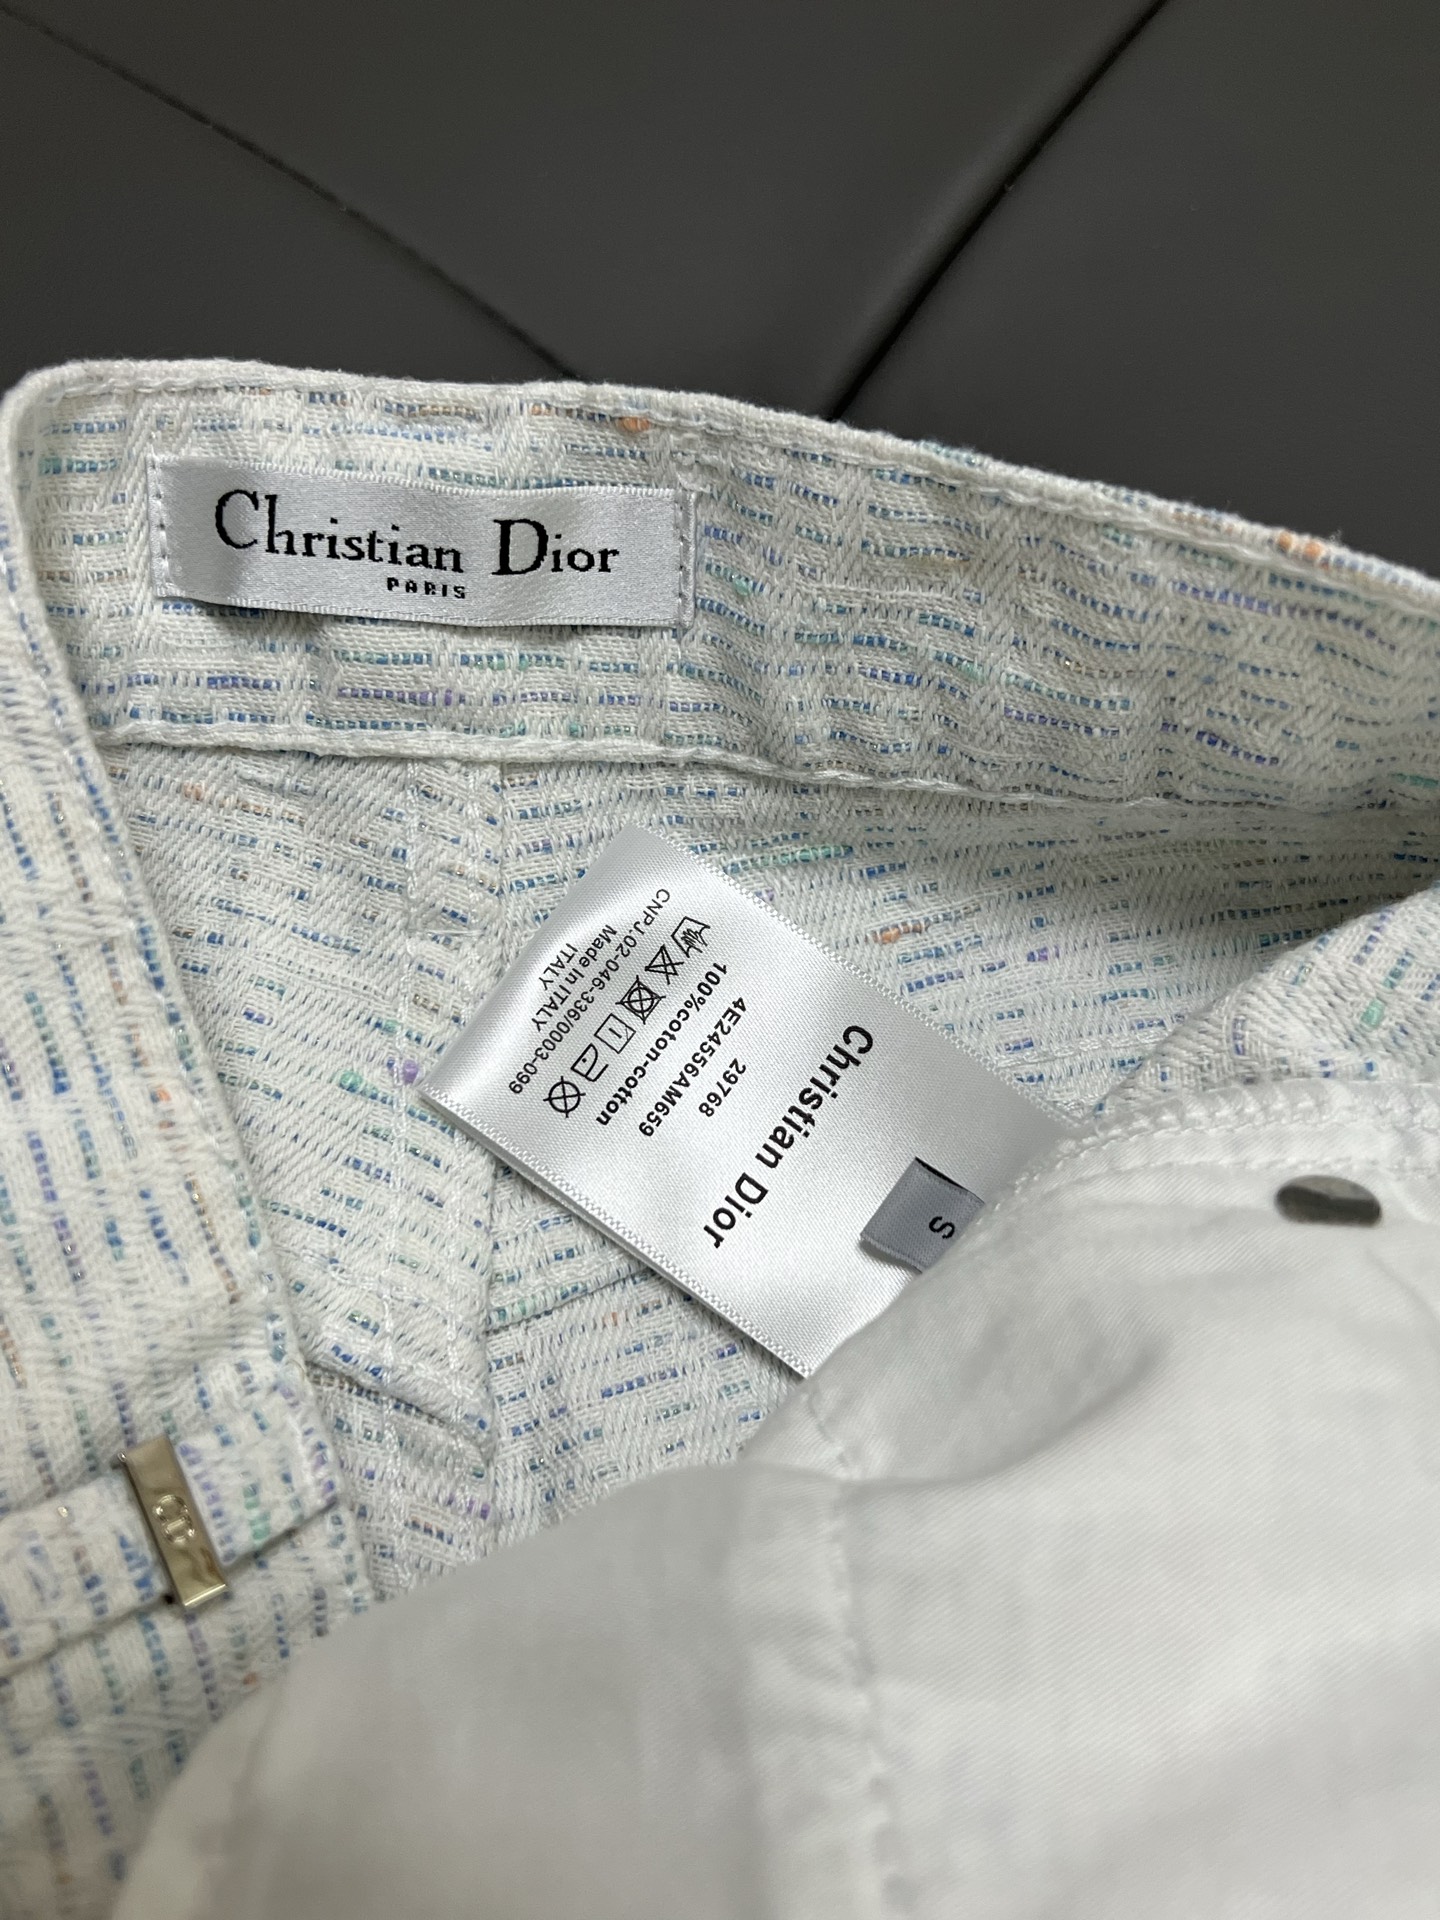 Christian Dior
PARIS
S
Christian Dior
29768
4E24556AM659
100%cotton-cotton
CNPJ.02-046-336/0003-099
Made in ITALY
ITALY